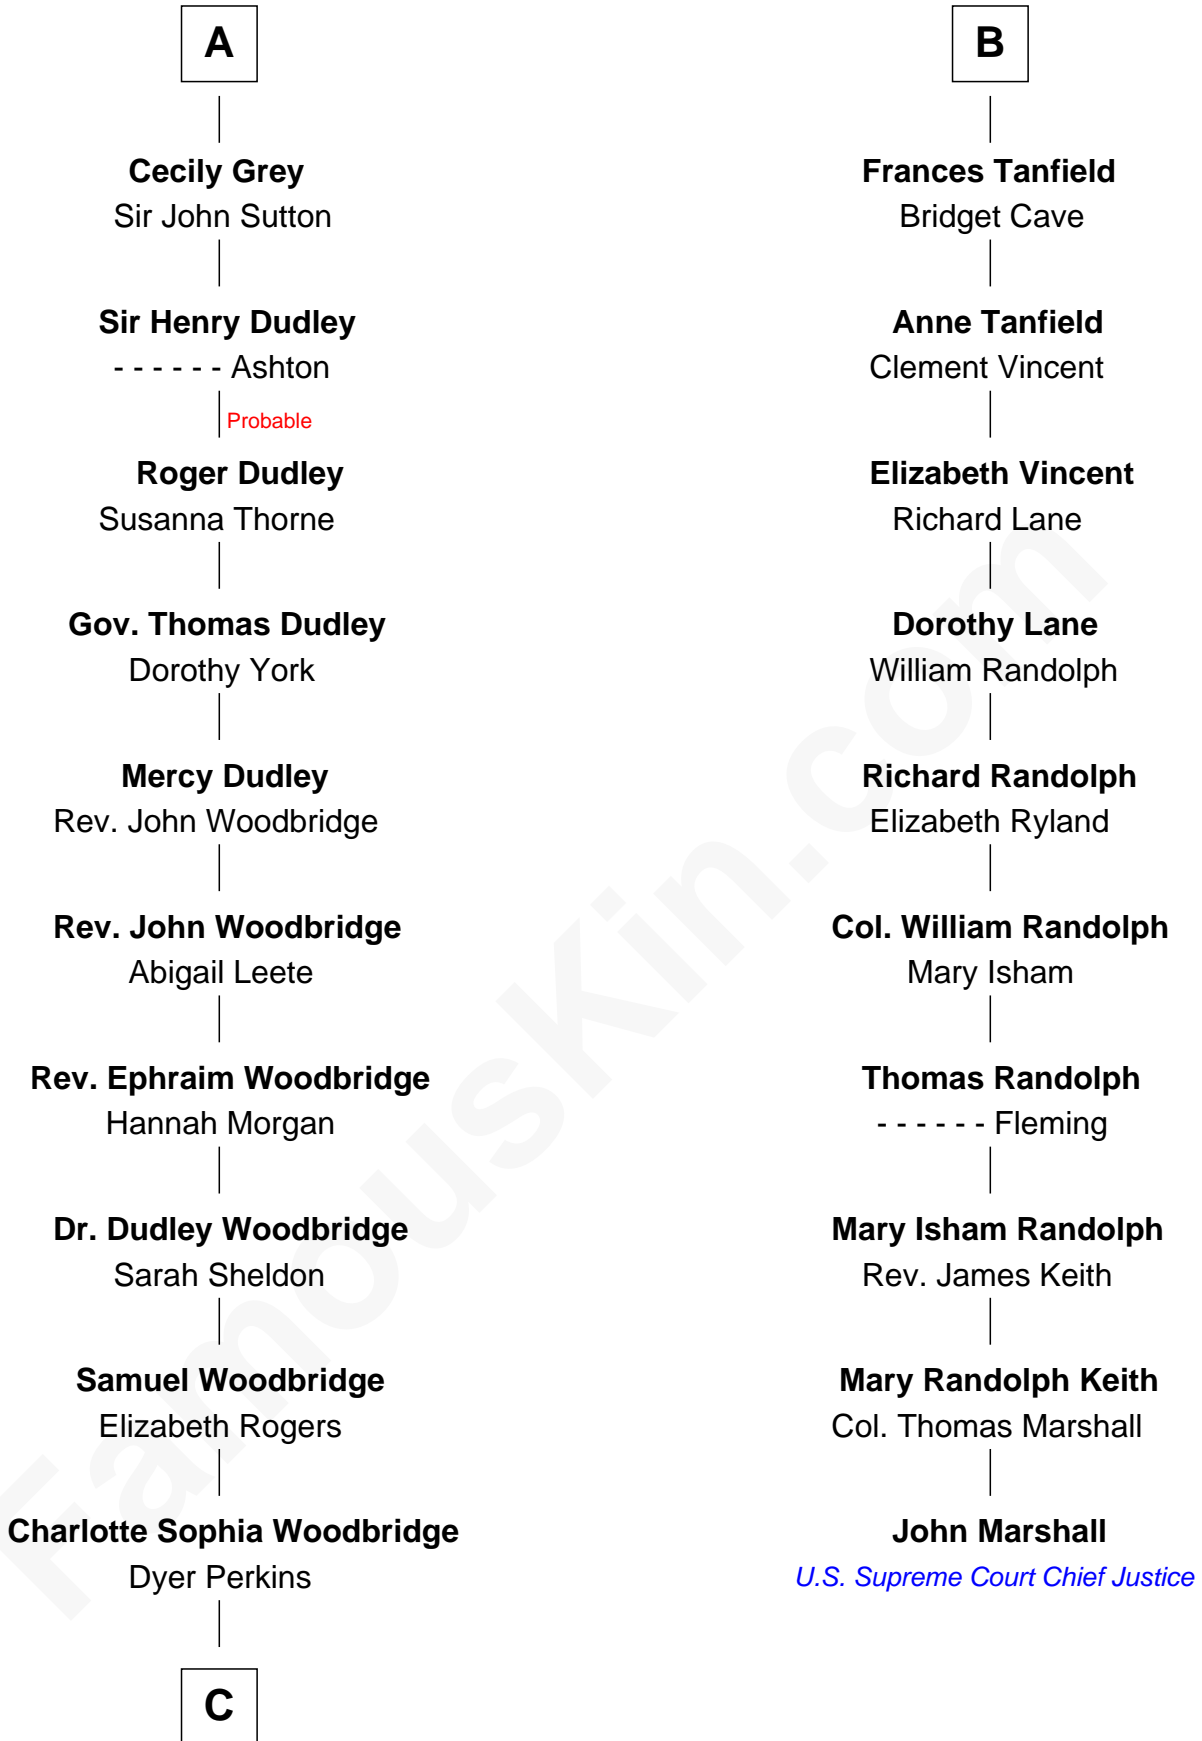 A
Cecily Grey
Sir John Sutton
Sir Henry Dudley
- - - - - - Ashton
Probable
Roger Dudley
Susanna Thorne
Gov. Thomas Dudley
Dorothy York
Mercy Dudley
Rev. John Woodbridge
Rev. John Woodbridge
Abigail Leete
Rev. Ephraim Woodbridge
Hannah Morgan
Dr. Dudley Woodbridge
Sarah Sheldon
Samuel Woodbridge
Elizabeth Rogers
Charlotte Sophia Woodbridge
Dyer Perkins
C
B
Frances Tanfield
Bridget Cave
Anne Tanfield
Clement Vincent
Elizabeth Vincent
Richard Lane
Dorothy Lane
William Randolph
Richard Randolph
Elizabeth Ryland
Col. William Randolph
Mary Isham
Thomas Randolph
- - - - - - Fleming
Mary Isham Randolph
Rev. James Keith
Mary Randolph Keith
Col. Thomas Marshall
John Marshall
U.S. Supreme Court Chief Justice
FamousKin.com